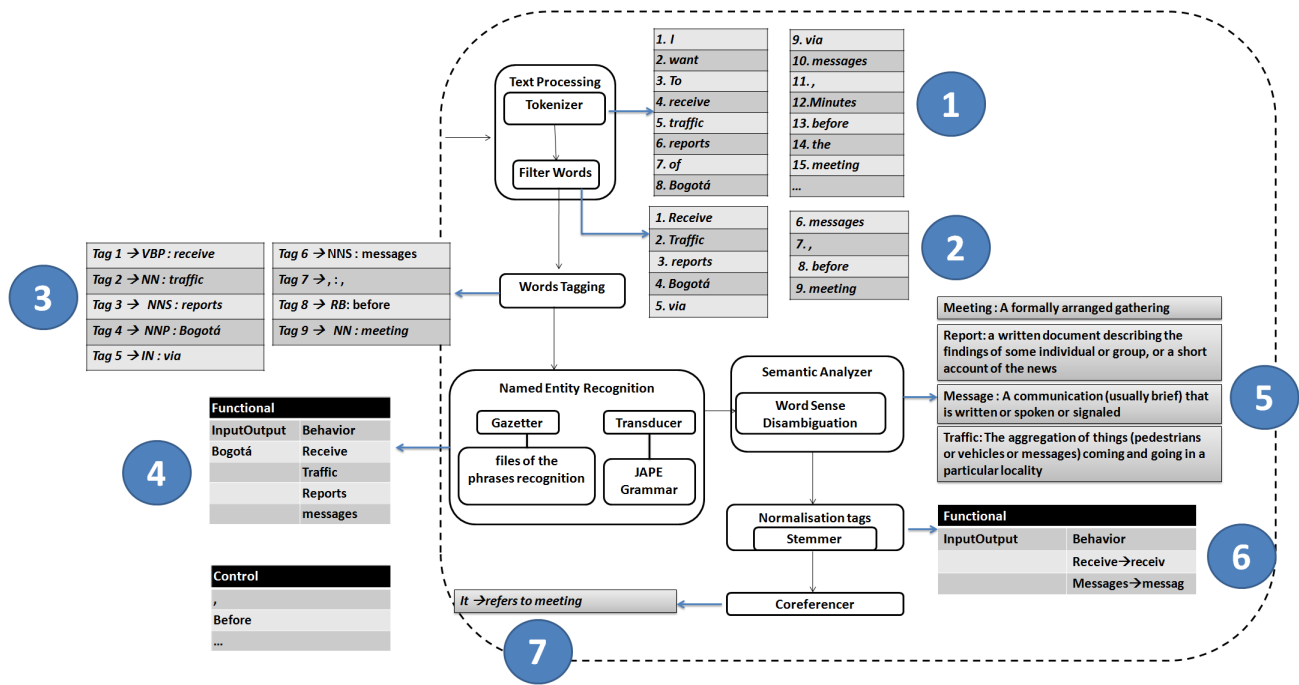 Text Processing
Tokenizer
Filter Words
1. I
2. want
3. To
4. receive
5. traffic
6. reports
7. of
8. Bogotá
9. via
10. messages
11. ,
12.Minutes
13. before
14. the
15. meeting
...
1
1. Receive
2. Traffic
3. reports
4. Bogotá
5. via
6. messages
7. ,
8. before
9. meeting
2
Words Tagging
3
Tag 1 → VBP : receive
Tag 2 → NN : traffic
Tag 3 → NNS : reports
Tag 4 → NNP : Bogotá
Tag 5 → IN : via
Tag 6 → NNS : messages
Tag 7 → , : ,
Tag 8 → RB: before
Tag 9 → NN : meeting
Named Entity Recognition
Gazetter
files of the
phrases recognition
Transducer
JAPE
Grammar
4
Functional
InputOutput Behavior
Bogotá Receive
Traffic
Reports
messages
Control
,
Before
...
Semantic Analyzer
Word Sense
Disambiguation
Meeting : A formally arranged gathering
Report: a written document describing the
findings of some individual or group, or a short
account of the news
Message : A communication (usually brief) that
is written or spoken or signaled
Traffic: The aggregation of things (pedestrians
or vehicles or messages) coming and going in a
particular locality
5
Normalisation tags
Stemmer
Functional
InputOutput Behavior
Receive→receiv
Messages→messag
6
Coreferencer
It →refers to meeting
7